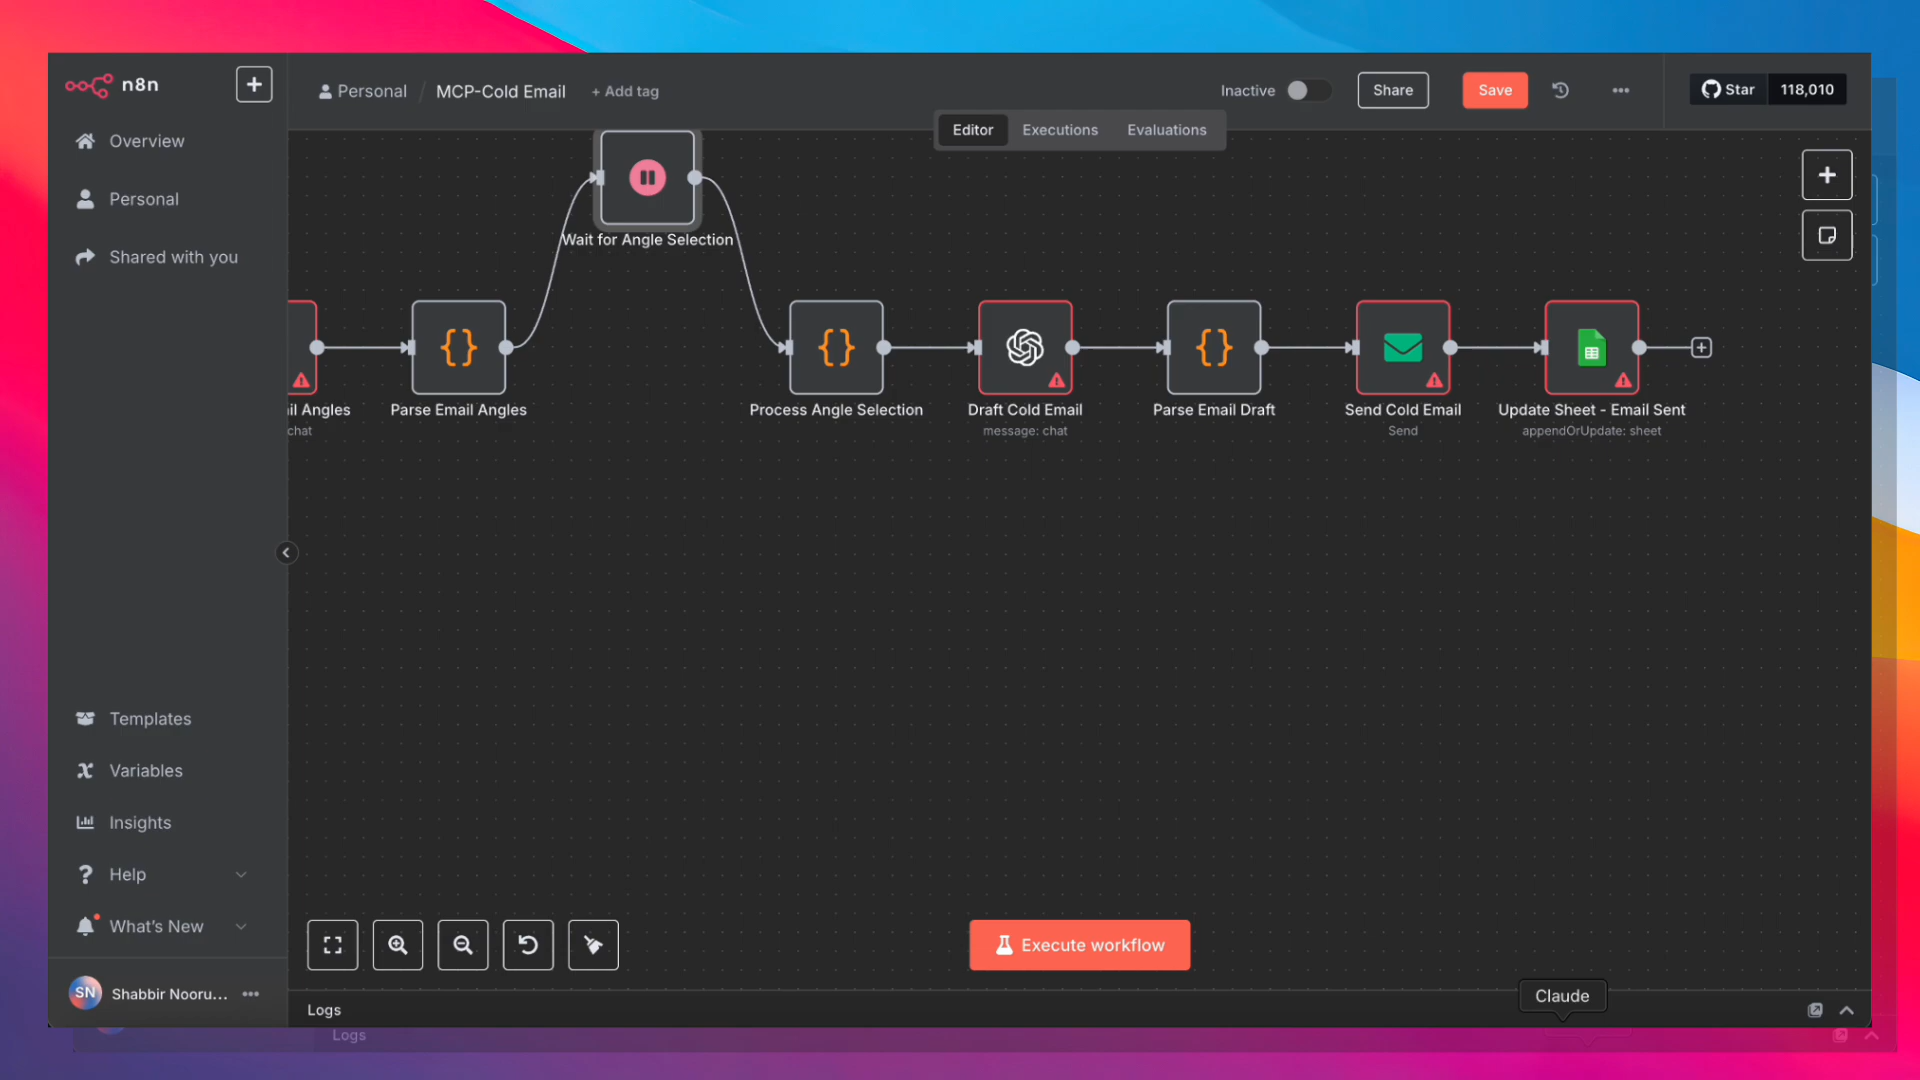 n8n
Personal / MCP-Cold Email + Add tag
Inactive
Share
Save
Star 118,010
Editor Executions Evaluations
Overview
Personal
Shared with you
Wait for Angle Selection
il Angles
chat
Parse Email Angles
Process Angle Selection
Draft Cold Email
message: chat
Parse Email Draft
Send Cold Email
Send
Update Sheet - Email Sent
appendOrUpdate: sheet
Templates
Variables
Insights
Help
What's New
Execute workflow
SN Shabbir Nooru...
Claude
Logs
Logs